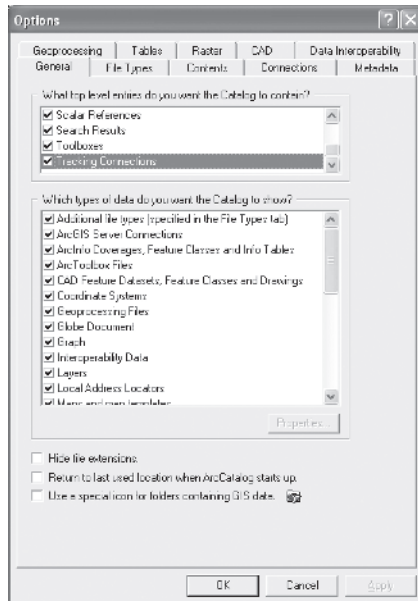 Options
Geoprocessing Tables Raster CAD Data Interoperability
General File Types Contents Connections Metadata
What top level entries do you want the Catalog to contain?
Scalar References
Search Results
Toolboxes
Tracking Connections
Which types of data do you want the Catalog to show?
Additional file types (specified in the File Types tab)
ArcGIS Server Connections
ArcInfo Coverages, Feature Classes and Info Tables
ArcToolbox Files
CAD Feature Datasets, Feature Classes and Drawings
Coordinate Systems
Geoprocessing Files
Globe Document
Graph
Interoperability Data
Layers
Local Address Locators
Maps and map templates
Properties...
Hide file extensions.
Return to last used location when ArcCatalog starts up.
Use a special icon for folders containing GIS data.
OK Cancel Apply